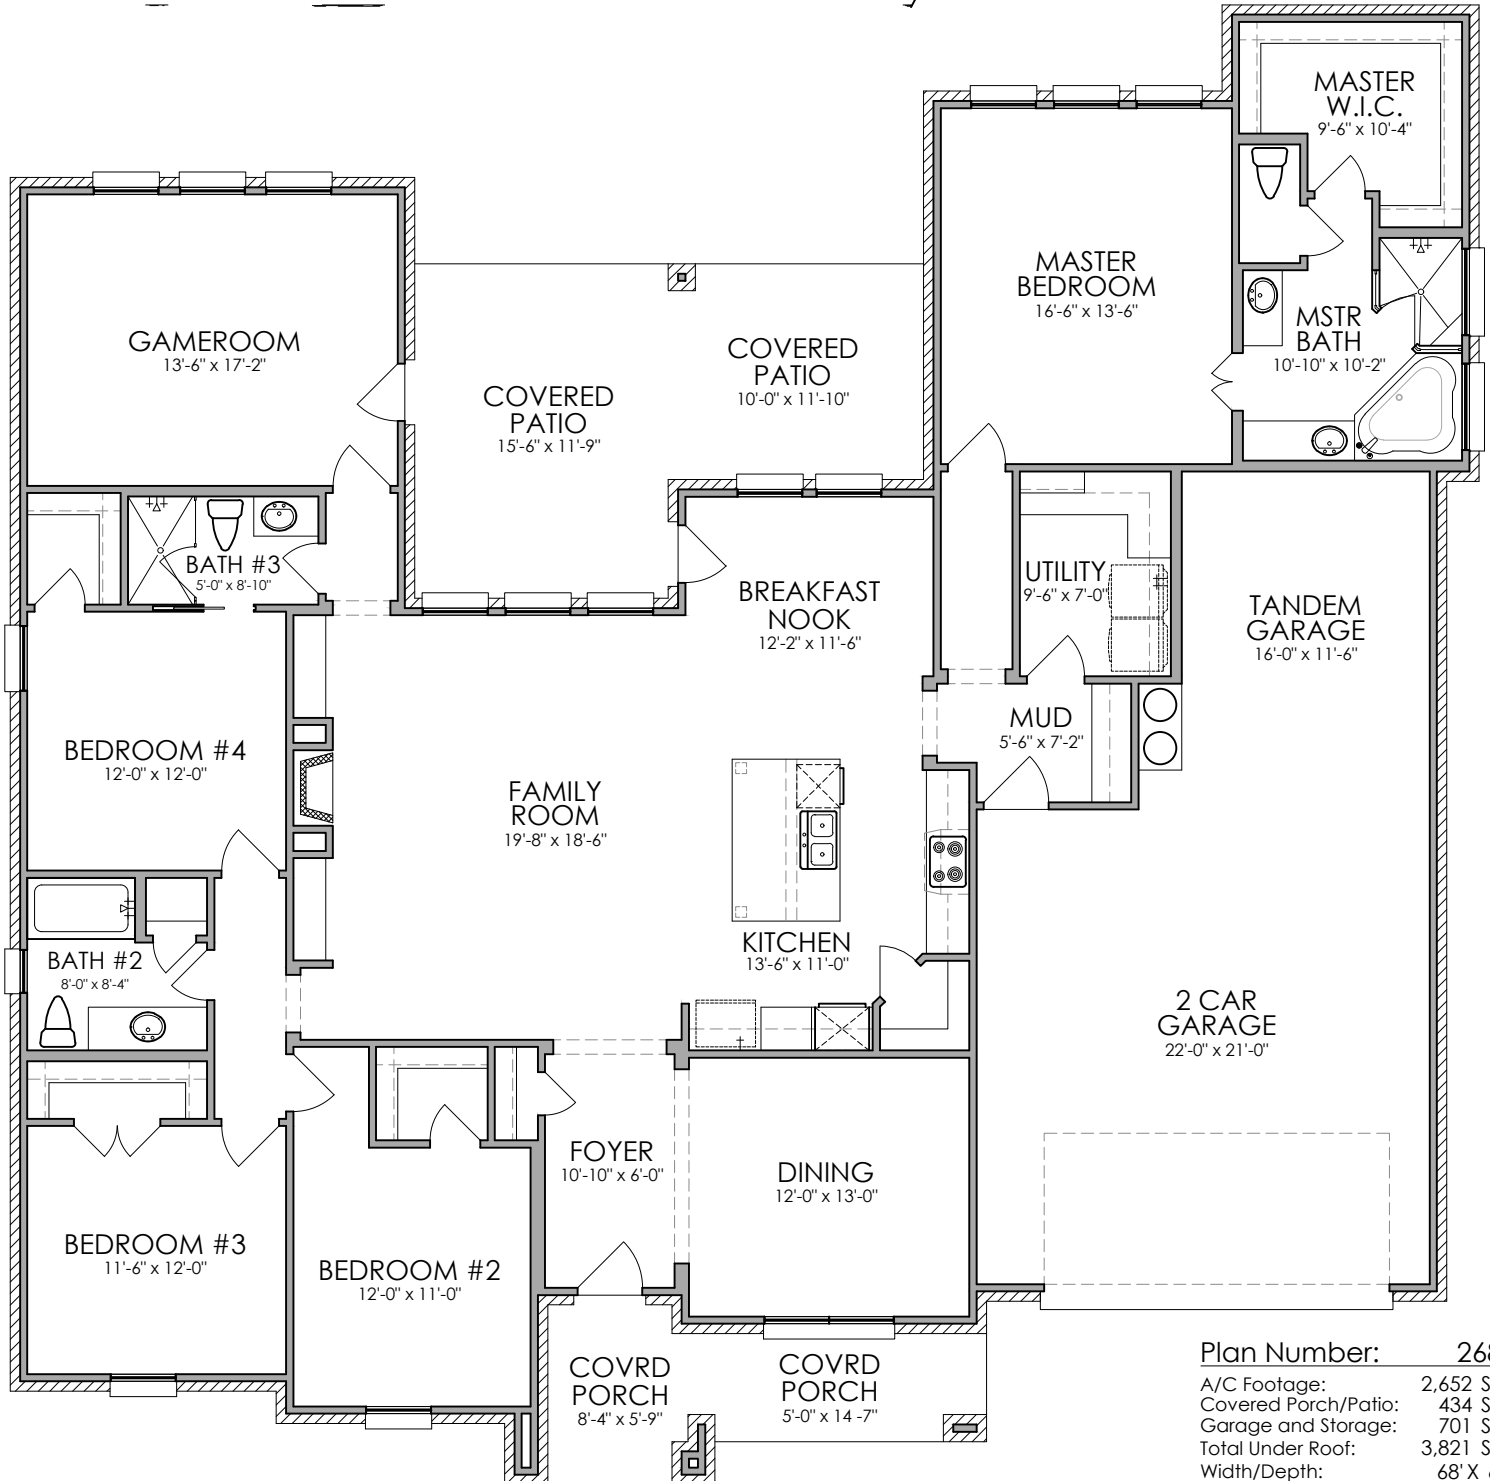 MASTER
W.I.C.
9'-6" x 10'-4"
MASTER
BEDROOM
16'-6" x 13'-6"
MSTR
BATH
10'-10" x 10'-2"
GAMEROOM
13'-6" x 17'-2"
COVERED
PATIO
15'-6" x 11'-9"
COVERED
PATIO
10'-0" x 11'-10"
BATH #3
5'-0" x 8'-10"
BREAKFAST
NOOK
12'-2" x 11'-6"
UTILITY
9'-6" x 7'-0"
TANDEM
GARAGE
16'-0" x 11'-6"
MUD
5'-6" x 7'-2"
BEDROOM #4
12'-0" x 12'-0"
FAMILY
ROOM
19'-8" x 18'-6"
KITCHEN
13'-6" x 11'-0"
BATH #2
8'-0" x 8'-4"
2 CAR
GARAGE
22'-0" x 21'-0"
FOYER
10'-10" x 6'-0"
DINING
12'-0" x 13'-0"
BEDROOM #3
11'-6" x 12'-0"
BEDROOM #2
12'-0" x 11'-0"
COVRD
PORCH
8'-4" x 5'-9"
COVRD
PORCH
5'-0" x 14 -7"
Plan Number: 268
A/C Footage: 2,652 S
Covered Porch/Patio: 434 S
Garage and Storage: 701 S
Total Under Roof: 3,821 S
Width/Depth: 68' X